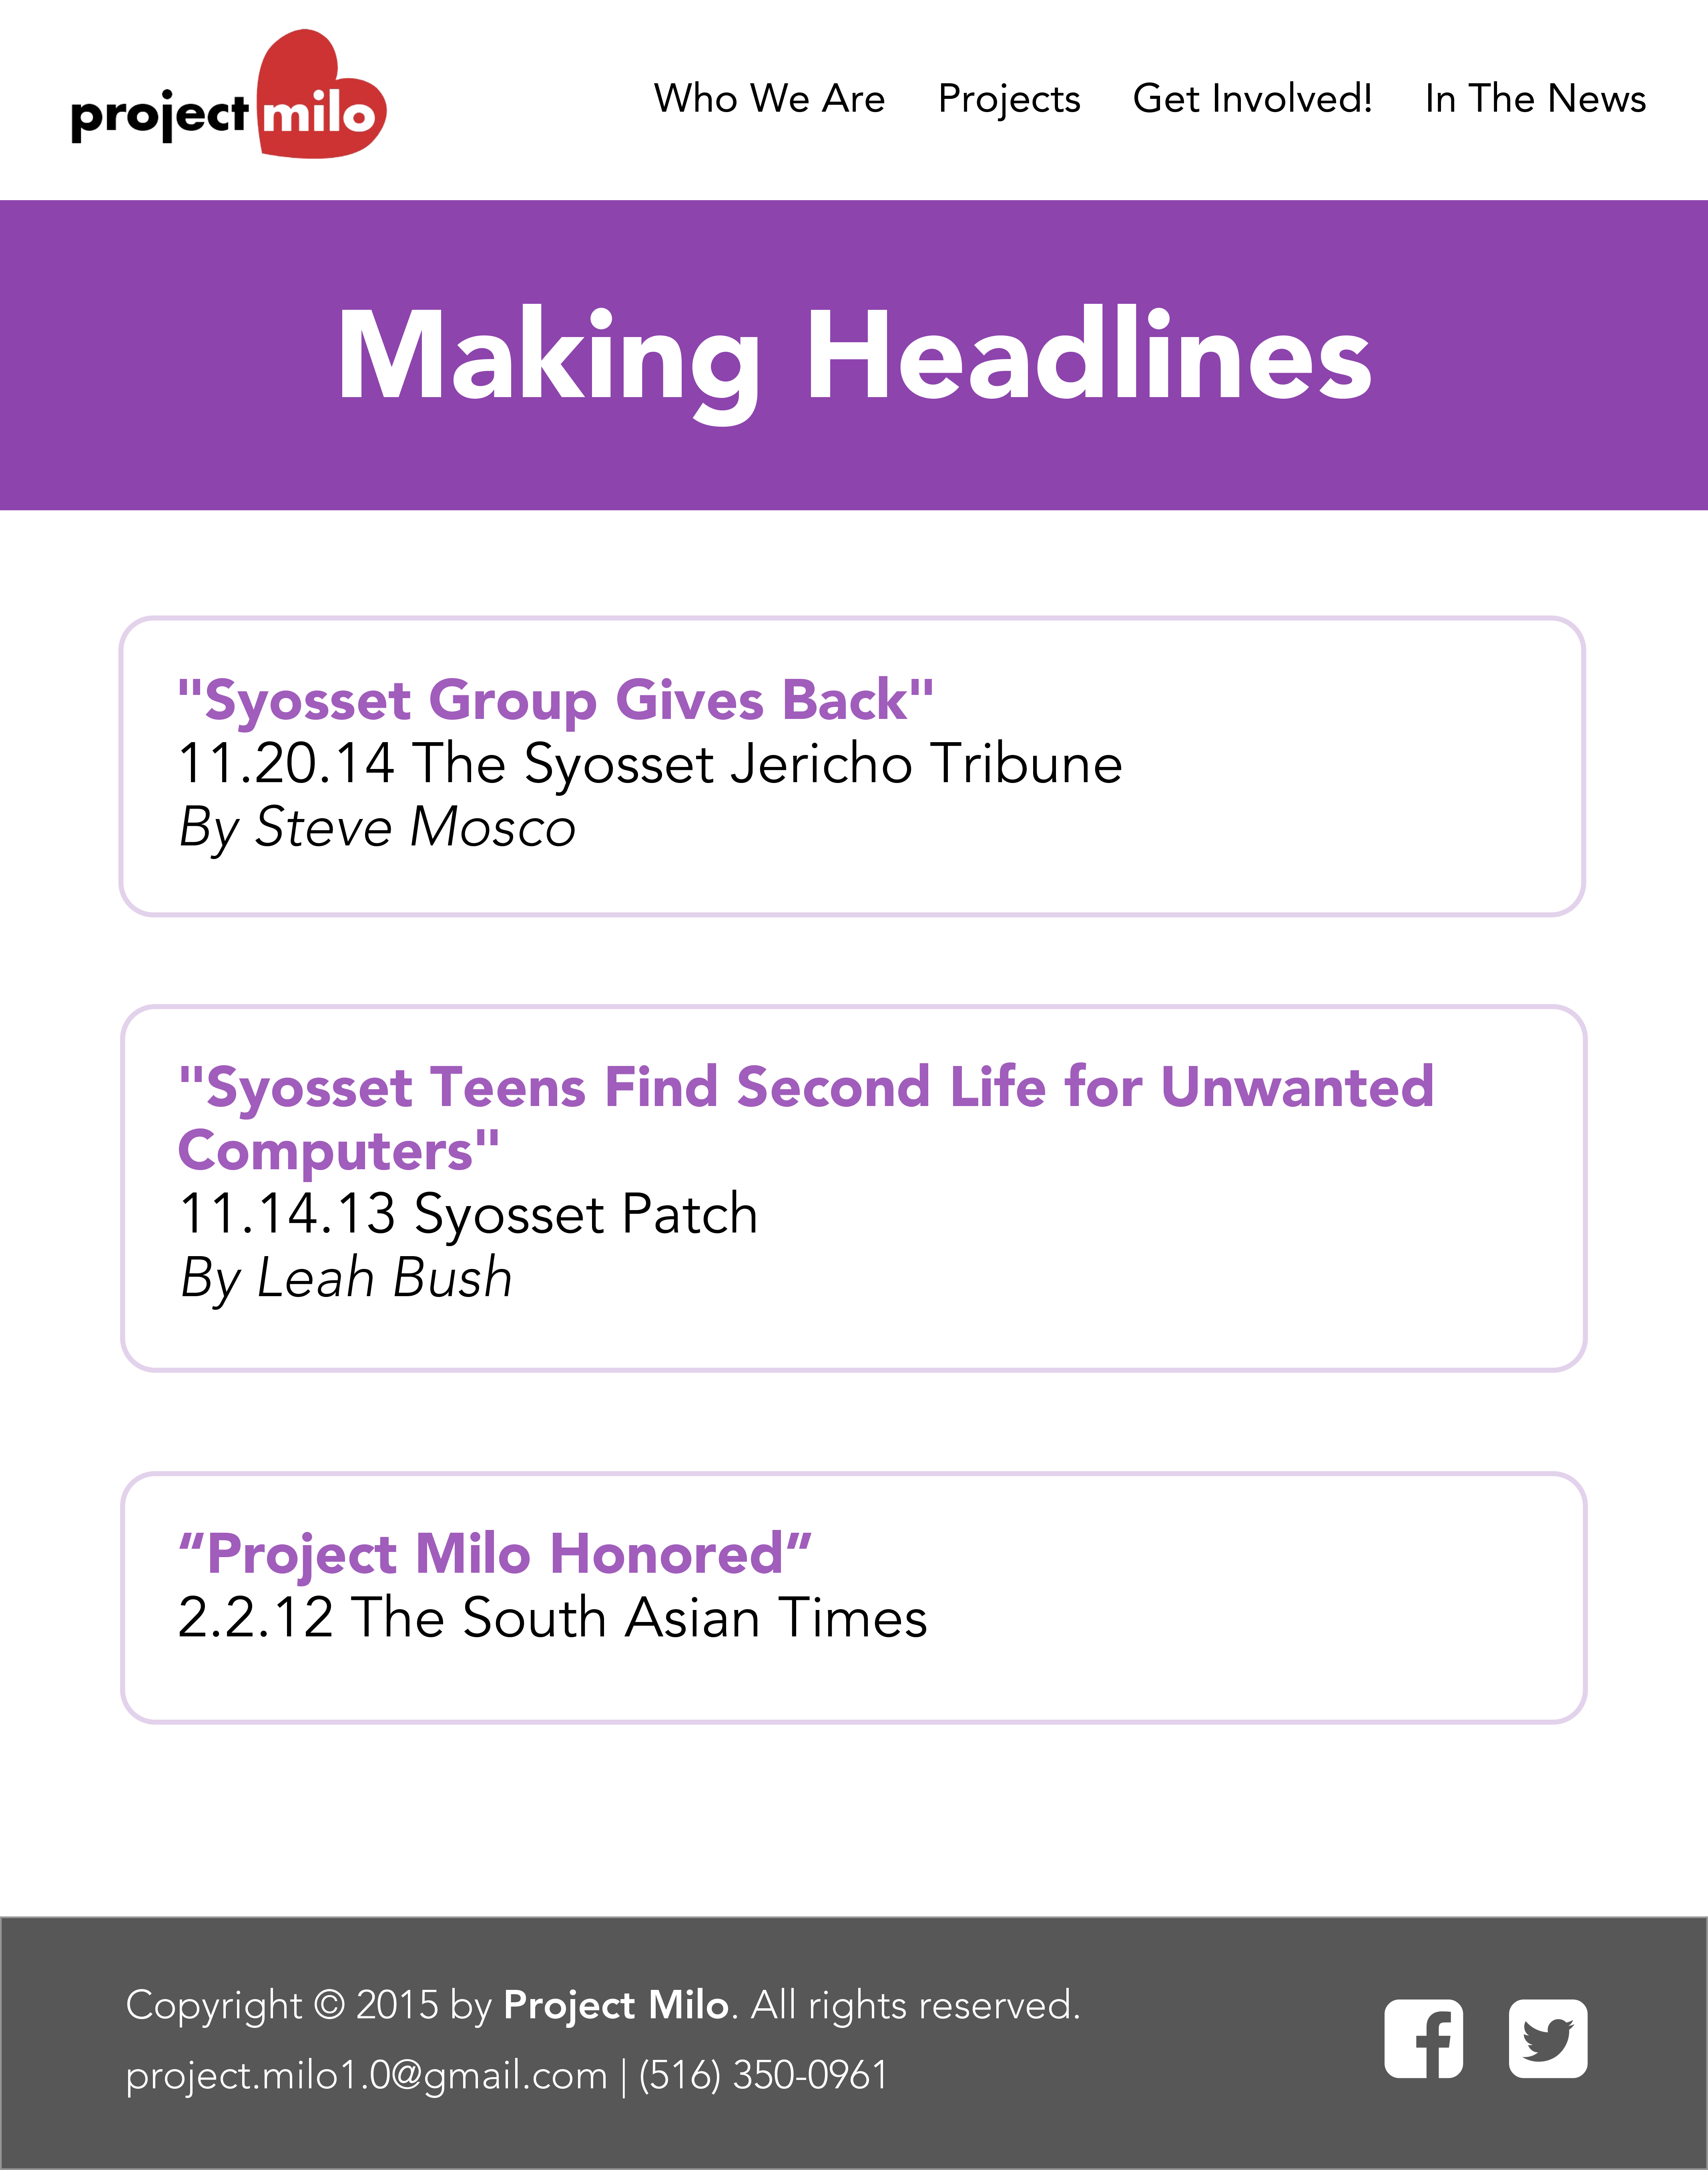 project milo
Who We Are Projects Get Involved! In The News
Making Headlines
"Syosset Group Gives Back"
11.20.14 The Syosset Jericho Tribune
By Steve Mosco
"Syosset Teens Find Second Life for Unwanted
Computers"
11.14.13 Syosset Patch
By Leah Bush
“Project Milo Honored”
2.2.12 The South Asian Times
Copyright © 2015 by Project Milo. All rights reserved.
project.milo1.0@gmail.com | (516) 350-0961